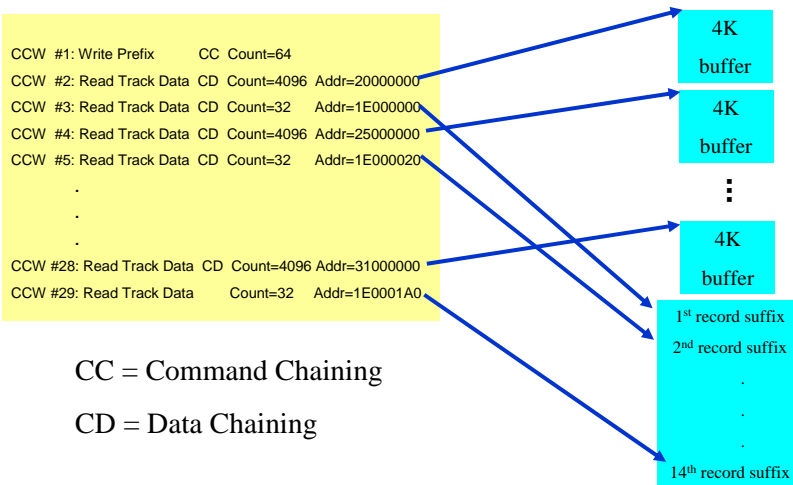 CCW #1: Write Prefix CC Count=64
CCW #2: Read Track Data CD Count=4096 Addr=20000000
CCW #3: Read Track Data CD Count=32 Addr=1E000000
CCW #4: Read Track Data CD Count=4096 Addr=25000000
CCW #5: Read Track Data CD Count=32 Addr=1E000020
.
.
.
CCW #28: Read Track Data CD Count=4096 Addr=31000000
CCW #29: Read Track Data Count=32 Addr=1E0001A0
CC = Command Chaining
CD = Data Chaining
4K
buffer
4K
buffer
...
4K
buffer
1st record suffix
2nd record suffix
.
.
.
14th record suffix